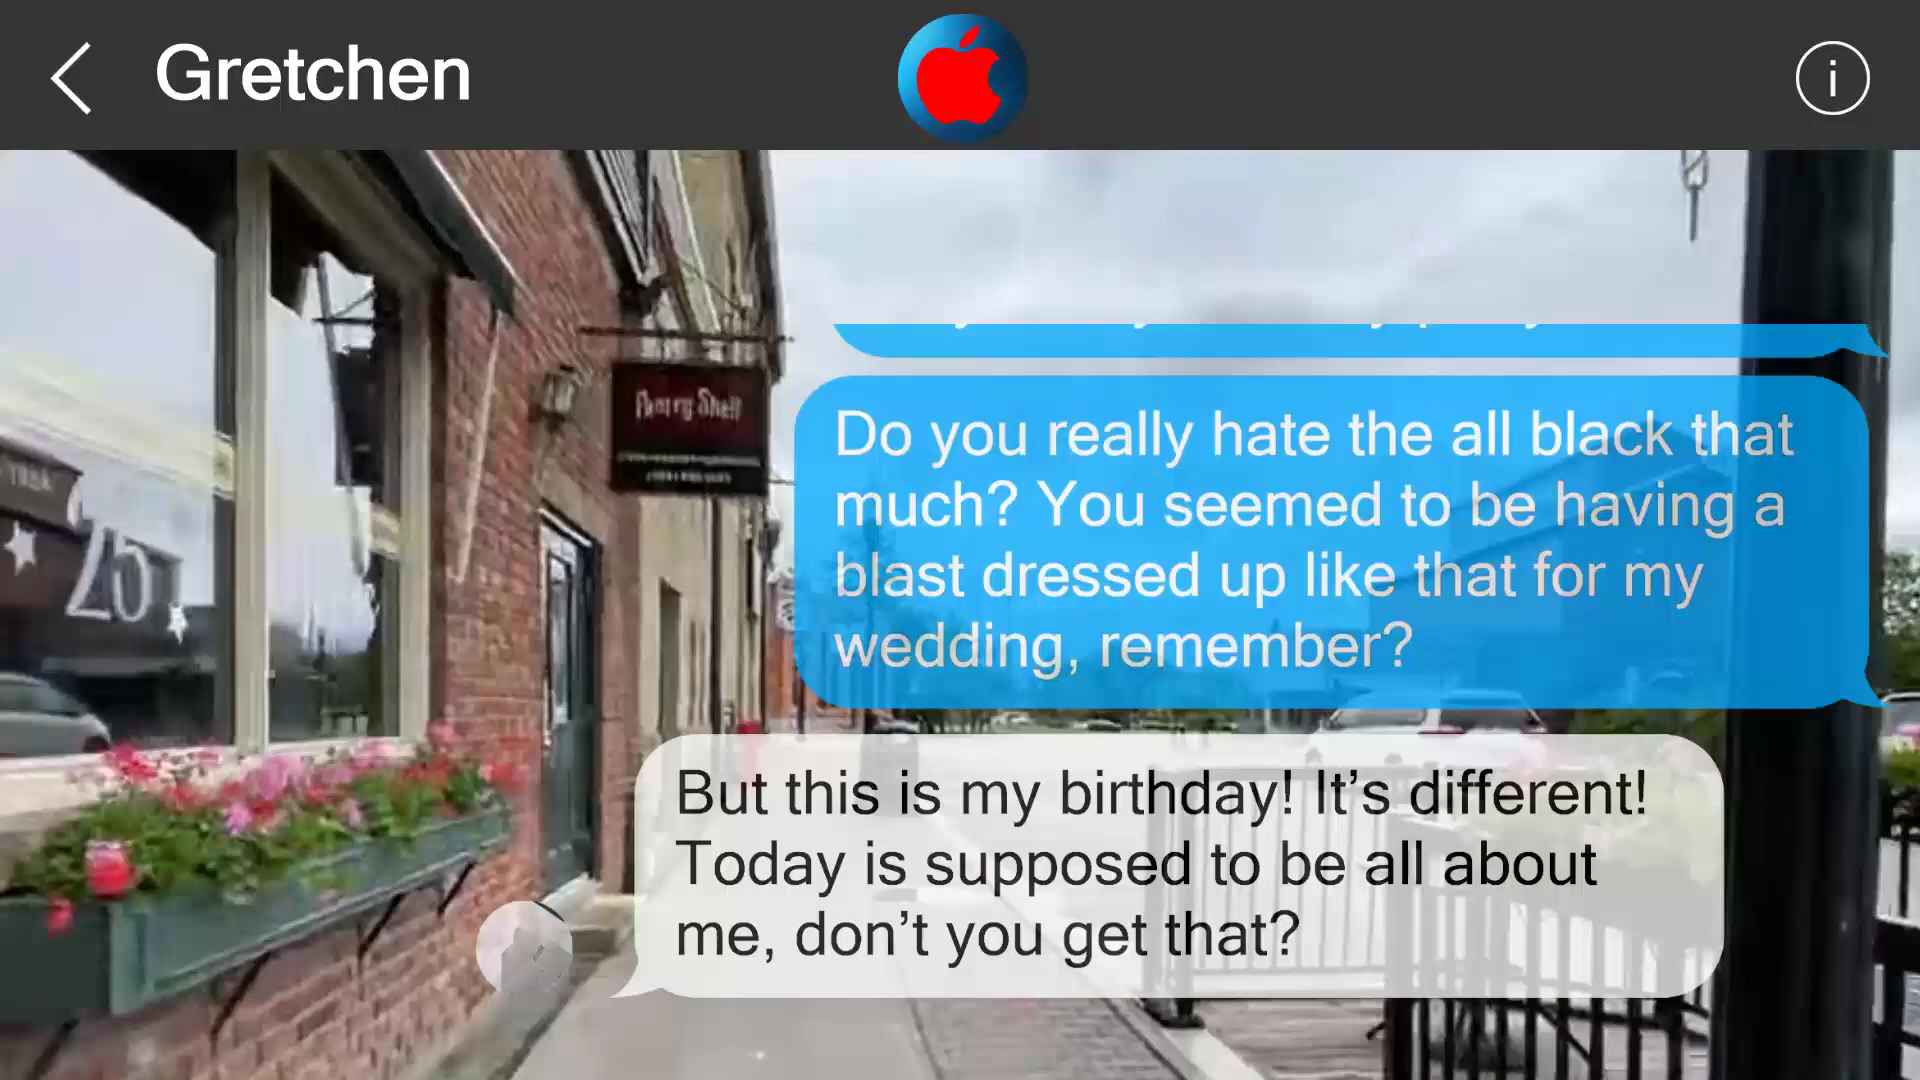 Gretchen
Do you really hate the all black that
much? You seemed to be having a
blast dressed up like that for my
wedding, remember?
But this is my birthday! It’s different!
Today is supposed to be all about
me, don’t you get that?